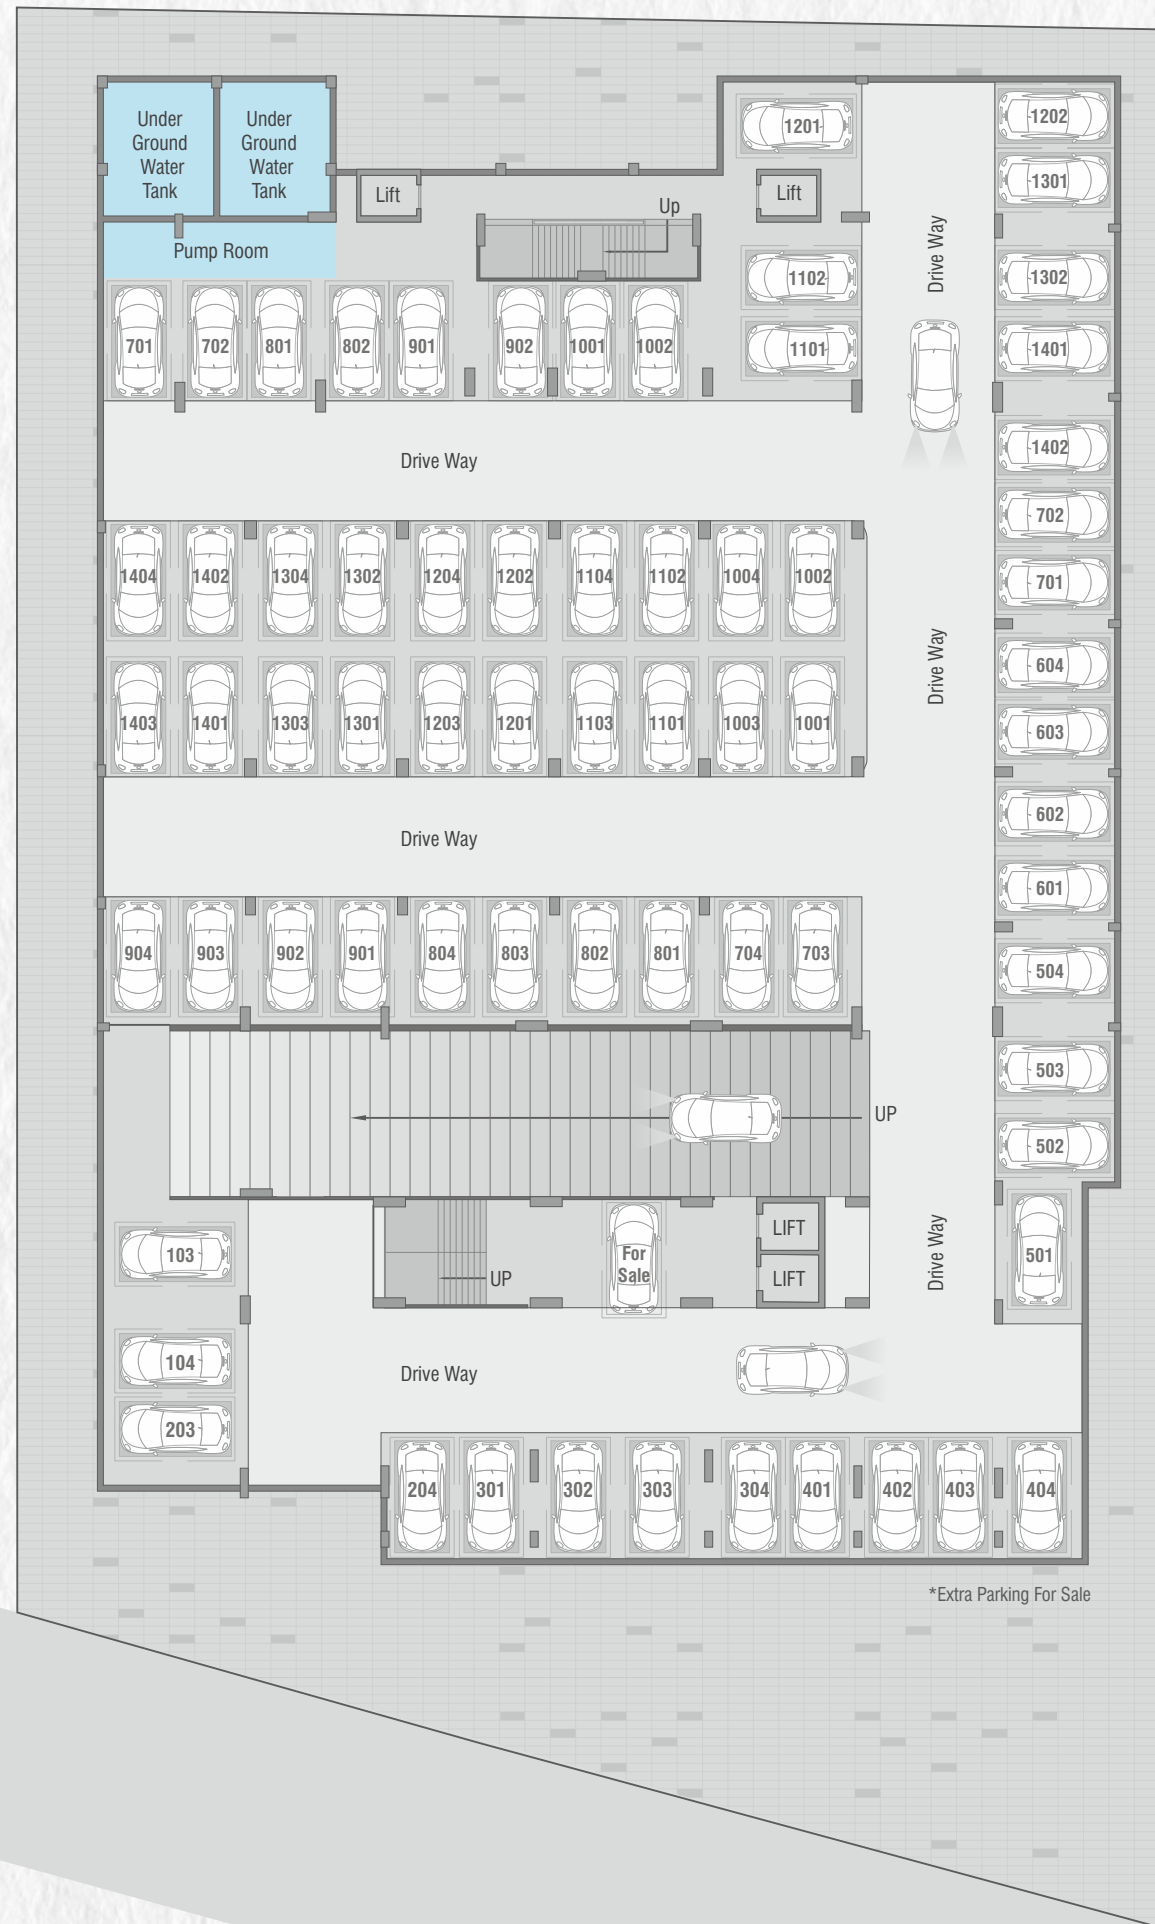 Under
Ground
Water
Tank
Under
Ground
Water
Tank
Pump Room
Lift
Up
Lift
1201
1202
1301
Drive Way
1102
1302
1101
1401
701
702
801
802
901
902
1001
1002
Drive Way
1402
702
701
1404
1402
1304
1302
1204
1202
1104
1102
1004
1002
Drive Way
604
603
1403
1401
1303
1301
1203
1201
1103
1101
1003
1001
Drive Way
602
601
904
903
902
901
804
803
802
801
704
703
504
503
502
UP
103
UP
For
Sale
LIFT
LIFT
Drive Way
501
104
203
Drive Way
204
301
302
303
304
401
402
403
404
*Extra Parking For Sale